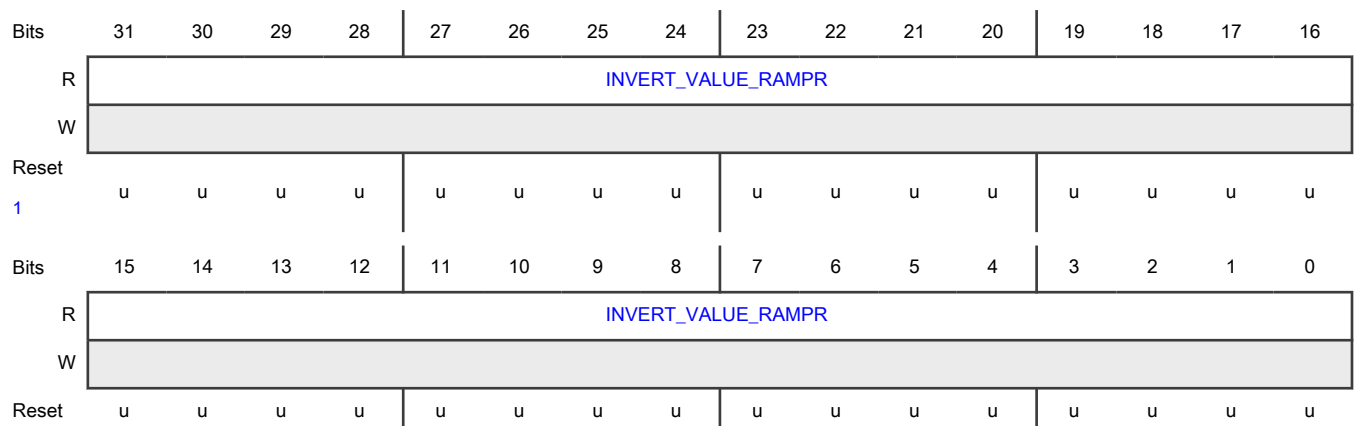 Bits 31 30 29 28 27 26 25 24 23 22 21 20 19 18 17 16
R INVERT_VALUE_RAMPR
W
Reset
1 u u u u u u u u u u u u u u u u
Bits 15 14 13 12 11 10 9 8 7 6 5 4 3 2 1 0
R INVERT_VALUE_RAMPR
W
Reset u u u u u u u u u u u u u u u u